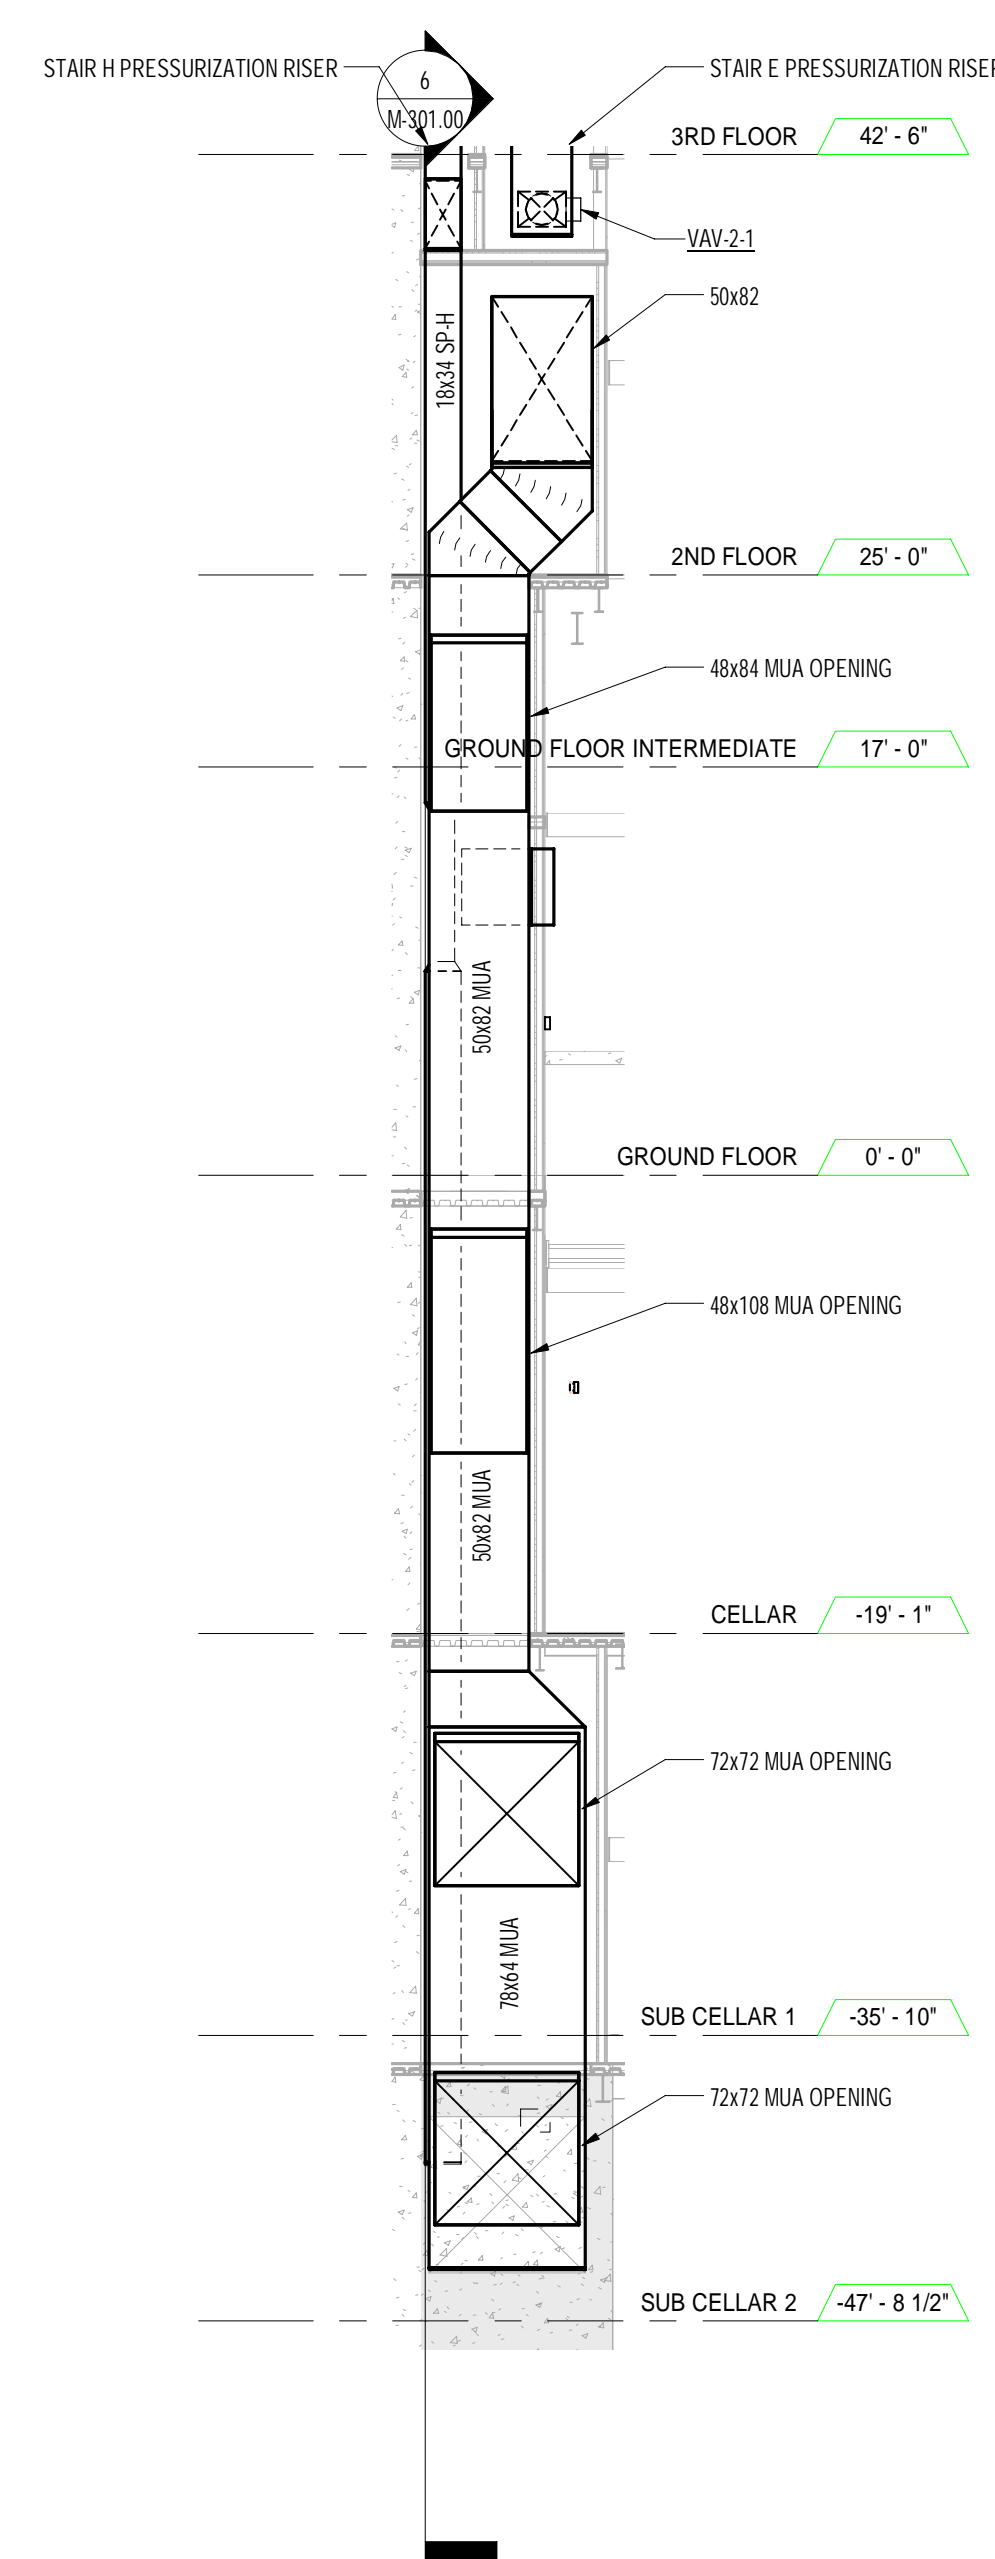 STAIR H PRESSURIZATION RISER
6
M-301.00
STAIR E PRESSURIZATION RISER
3RD FLOOR 42' - 6"
VAV-2-1
50x82
18x34 SP-H
2ND FLOOR 25' - 0"
48x84 MUA OPENING
GROUND FLOOR INTERMEDIATE 17' - 0"
50x82 MUA
GROUND FLOOR 0' - 0"
48x108 MUA OPENING
50x82 MUA
CELLAR -19' - 1"
72x72 MUA OPENING
78x64 MUA
SUB CELLAR 1 -35' - 10"
72x72 MUA OPENING
SUB CELLAR 2 -47' - 8 1/2"